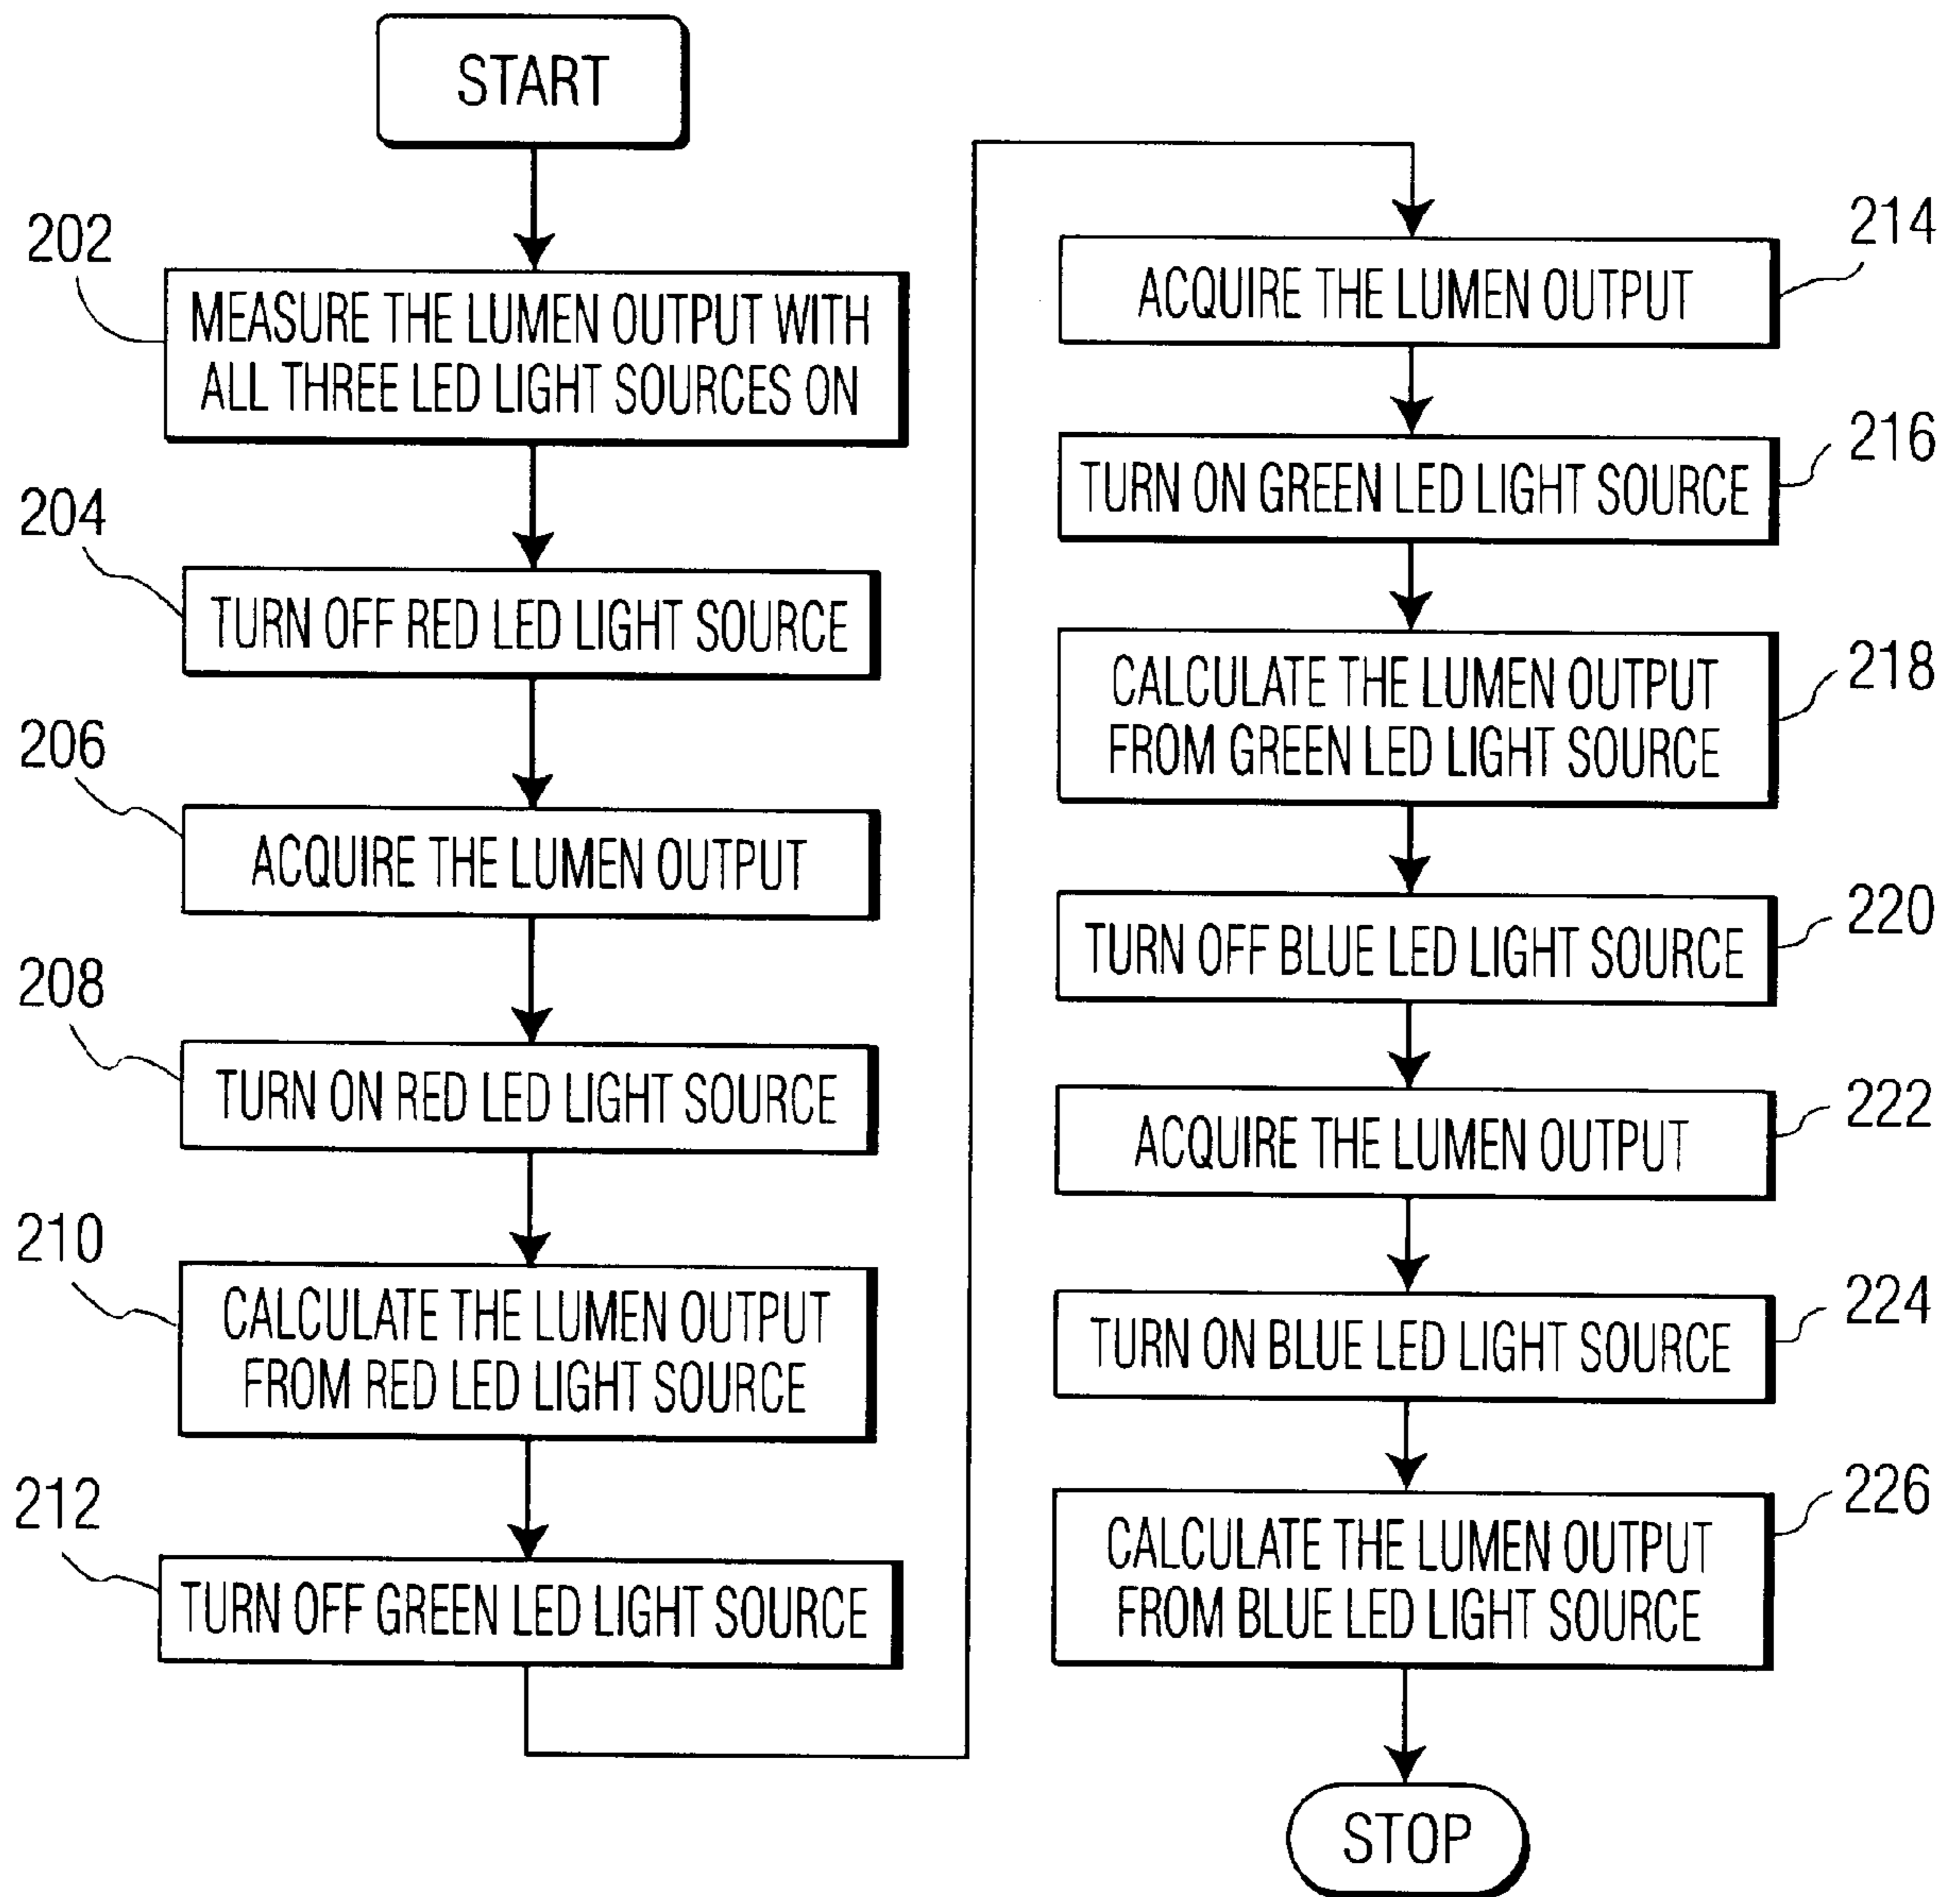 START
202
MEASURE THE LUMEN OUTPUT WITH
ALL THREE LED LIGHT SOURCES ON
204
TURN OFF RED LED LIGHT SOURCE
206
ACQUIRE THE LUMEN OUTPUT
208
TURN ON RED LED LIGHT SOURCE
210
CALCULATE THE LUMEN OUTPUT
FROM RED LED LIGHT SOURCE
212
TURN OFF GREEN LED LIGHT SOURCE
214
ACQUIRE THE LUMEN OUTPUT
216
TURN ON GREEN LED LIGHT SOURCE
218
CALCULATE THE LUMEN OUTPUT
FROM GREEN LED LIGHT SOURCE
220
TURN OFF BLUE LED LIGHT SOURCE
222
ACQUIRE THE LUMEN OUTPUT
224
TURN ON BLUE LED LIGHT SOURCE
226
CALCULATE THE LUMEN OUTPUT
FROM BLUE LED LIGHT SOURCE
STOP